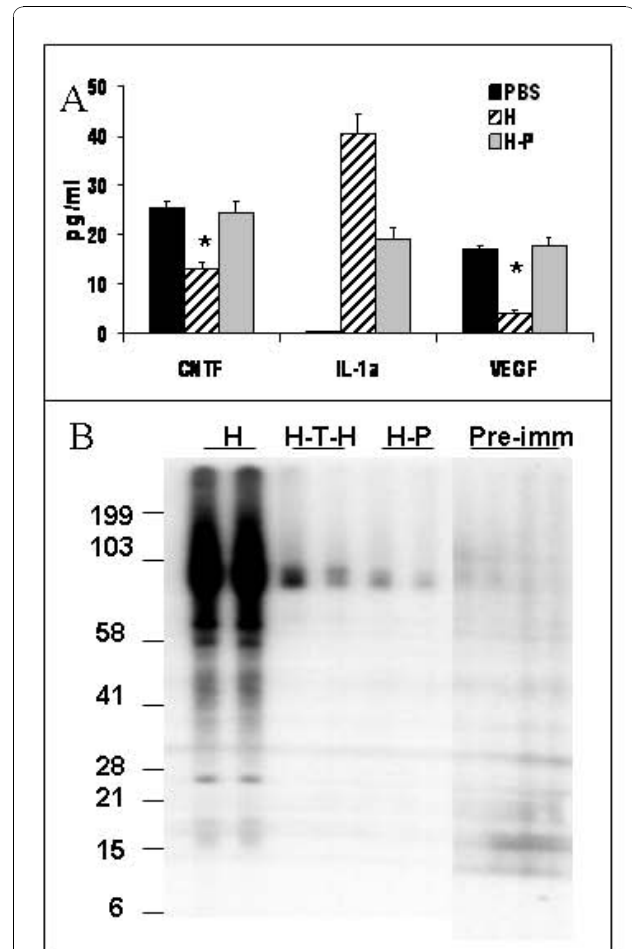 A
50
40
30
20
10
0
pg/ml
PBS
H
H-P
*
*
CNTF
IL-1a
VEGF
B
H H-T-H H-P Pre-imm
199
103
58
41
28
21
15
6